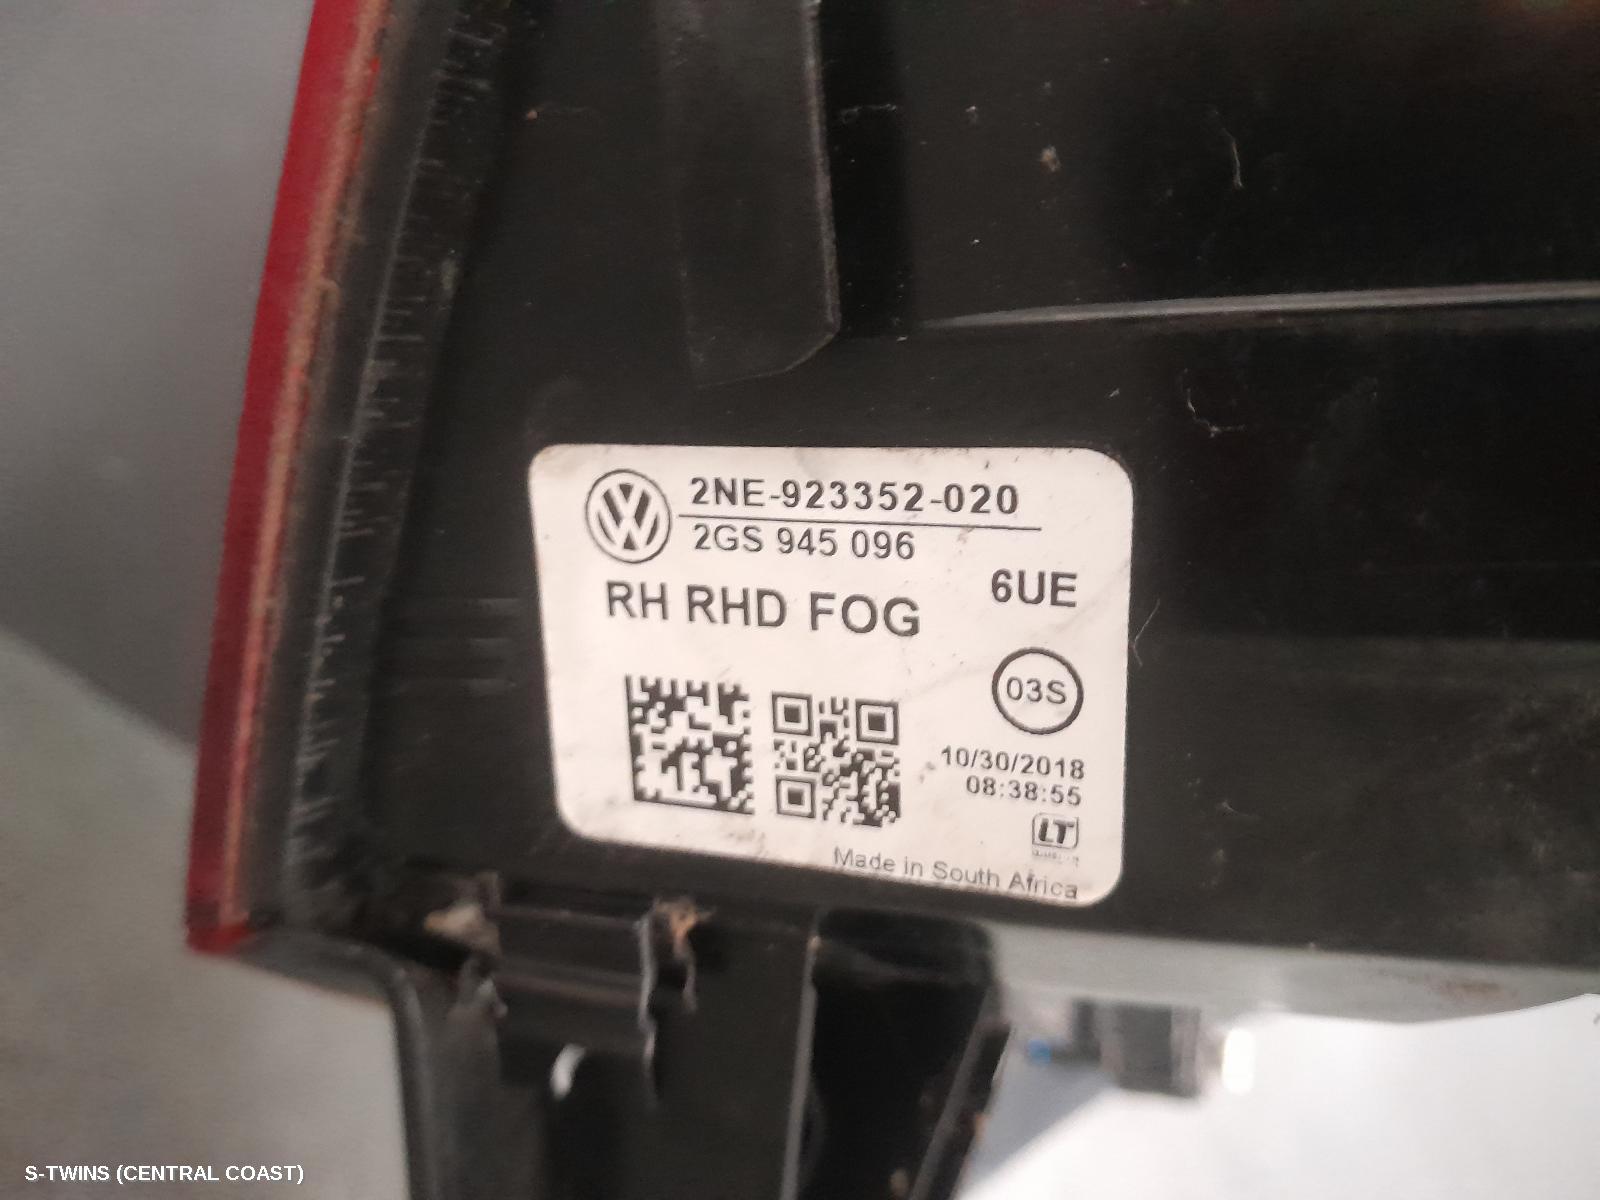 2NE-923352-020
2GS 945 096
6UE
RH RHD FOG
03S
10/30/2018
08:38:55
LT
Made in South Africa
S-TWINS (CENTRAL COAST)